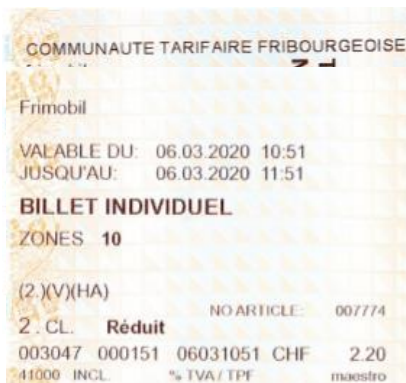 COMMUNAUTE TARIFAIRE FRIBOURGEOISE
Frimobil
VALABLE DU: 06.03.2020 10:51
JUSQU'AU: 06.03.2020 11:51
BILLET INDIVIDUEL
ZONES 10
(2.)(V)(HA)
NO ARTICLE: 007774
2. CL. Réduit
003047 000151 06031051 CHF 2.20
41000 INCL. % TVA / TPF maestro